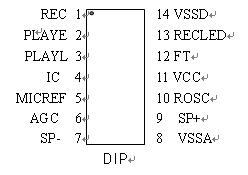 REC 1 14 VSSD
PLAYE 2 13 RECLED
PLAYL 3 12 FT
IC 4 11 VCC
MICREF 5 10 ROSC
AGC 6 9 SP+
SP- 7 8 VSSA
DIP